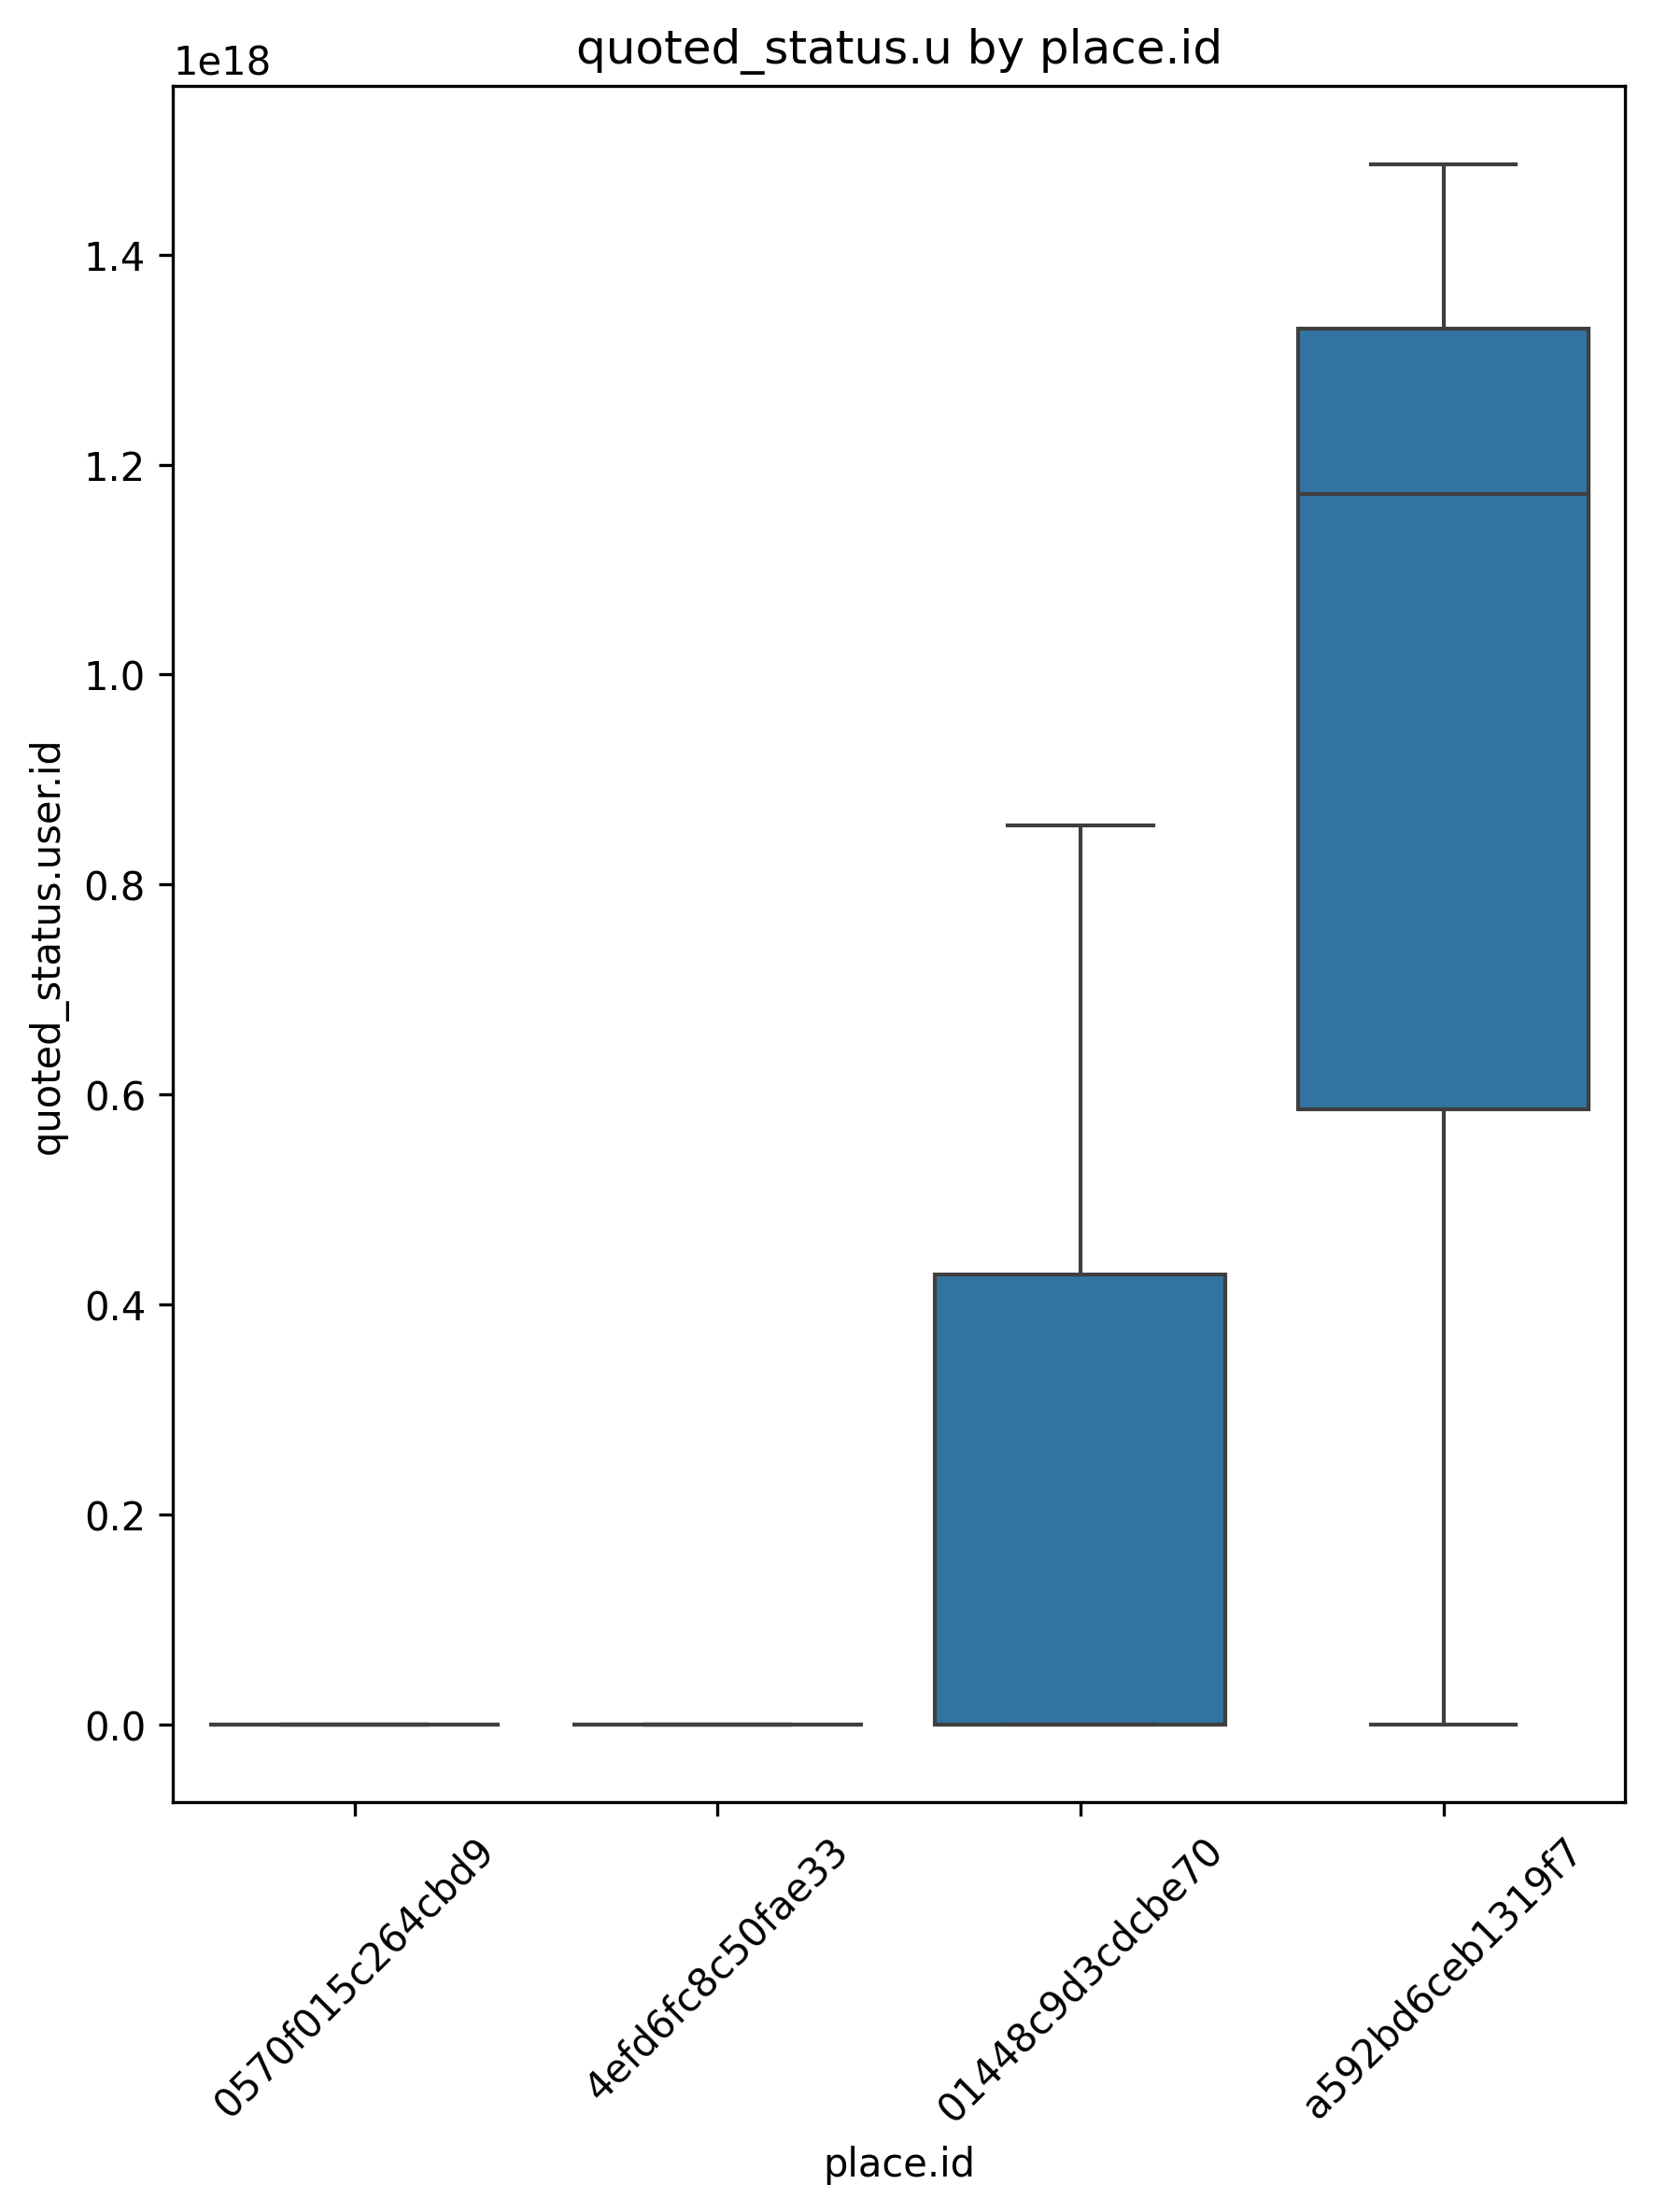 quoted_status.u by place.id
1e18
1.4
1.2
1.0
0.8
0.6
0.4
0.2
0.0
quoted_status.user.id
0570f015c264cbd9
4efd6fc8c50fae33
01448c9d3cdcbe70
a592bd6ceb1319f7
place.id